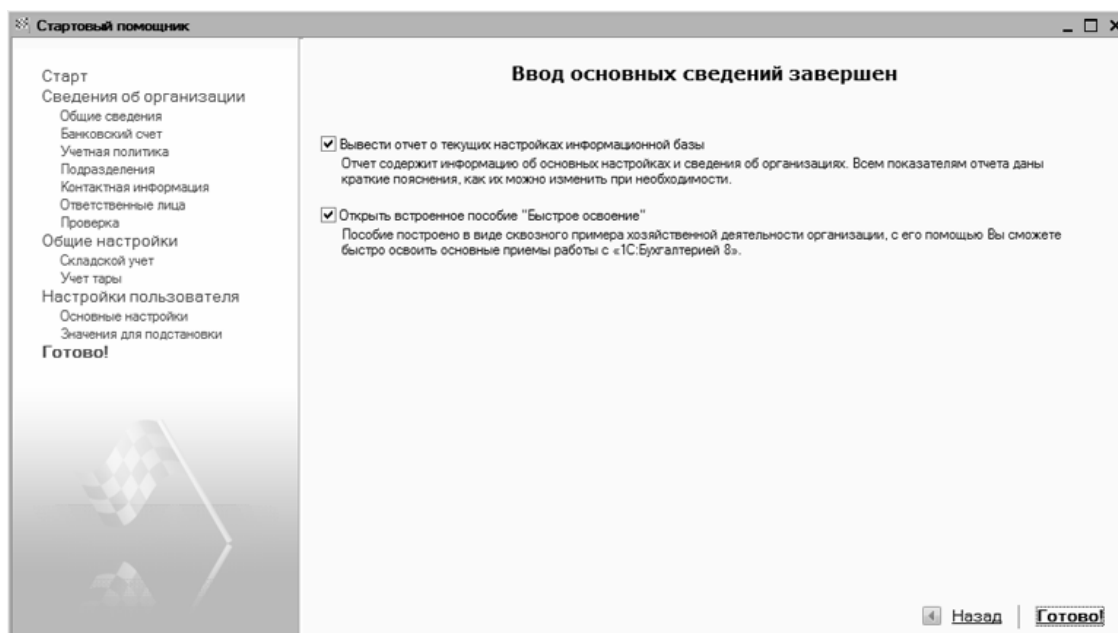 Стартовый помощник
Старт
Сведения об организации
Общие сведения
Банковский счет
Учетная политика
Подразделения
Контактная информация
Ответственные лица
Проверка
Общие настройки
Складской учет
Учет тары
Настройки пользователя
Основные настройки
Значения для подстановки
Готово!
Ввод основных сведений завершен
Вывести отчет о текущих настройках информационной базы
Отчет содержит информацию об основных настройках и сведения об организациях. Всем показателям отчета даны
краткие пояснения, как их можно изменить при необходимости.
Открыть встроенное пособие "Быстрое освоение"
Пособие построено в виде сквозного примера хозяйственной деятельности организации, с его помощью Вы сможете
быстро освоить основные приемы работы с «1С:Бухгалтерией 8».
Назад
Готово!